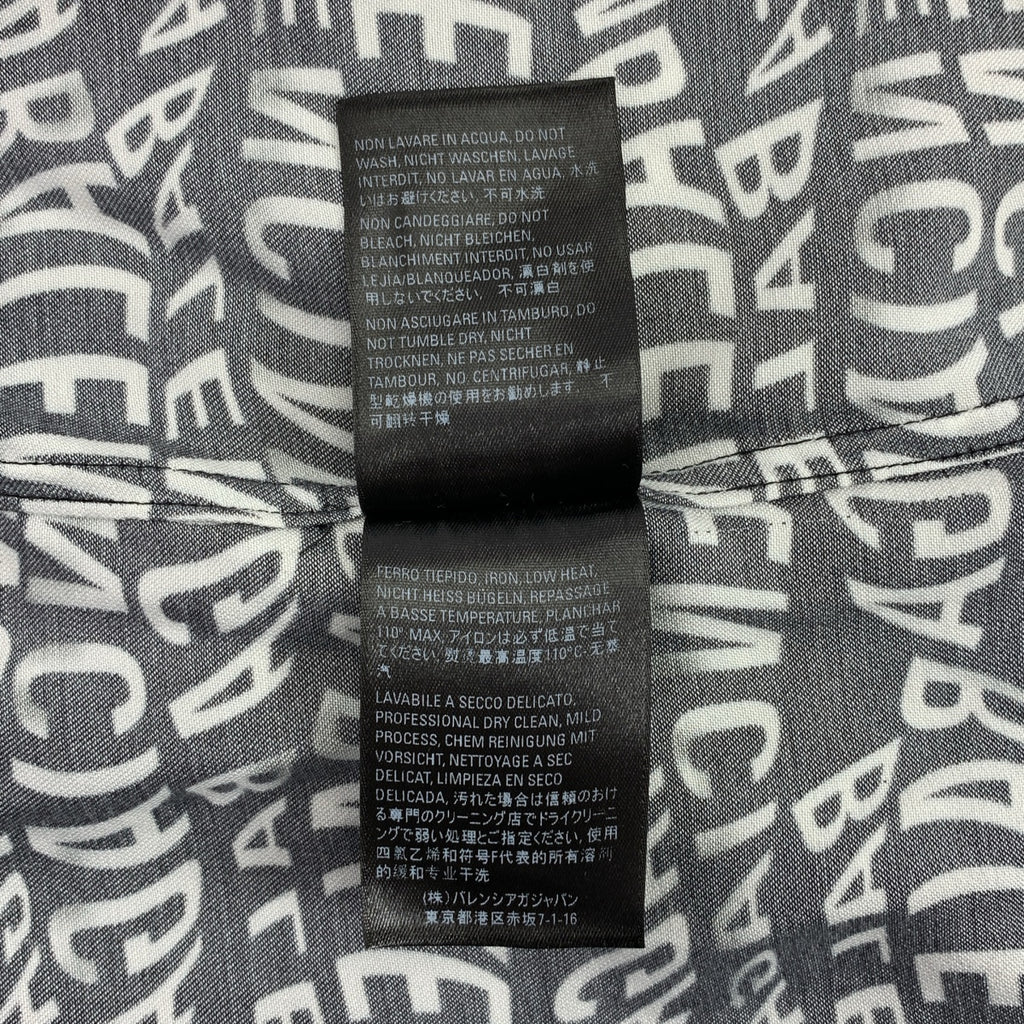 NON LAVARE IN ACQUA, DO NOT
WASH, NICHT WASCHEN, LAVAGE
INTERDIT, NO LAVAR EN AGUA, 水洗
いはお避けください, 不可水洗
NON CANDEGGIARE, DO NOT
BLEACH, NICHT BLEICHEN,
BLANCHIMENT INTERDIT, NO USAR
LEJIA/BLANQUEADOR, 漂白剤を使
用しないでください, 不可漂白
NON ASCIUGARE IN TAMBURO, DO
NOT TUMBLE DRY, NICHT
TROCKNEN, NE PAS SECHER EN
TAMBOUR, NO CENTRIFUGAR, 静止
型乾燥機の使用をお勧めします. 不
可翻转干燥
FERRO TIEPIDO, IRON, LOW HEAT,
NICHT HEISS BÜGELN, REPASSAGE
A BASSE TEMPERATURE, PLANCHAR
110° MAX, アイロンは必ず低温で当て
てください, 熨烫最高温度110°C 无蒸
汽
LAVABILE A SECCO DELICATO,
PROFESSIONAL DRY CLEAN, MILD
PROCESS, CHEM REINIGUNG MIT
VORSICHT, NETTOYAGE A SEC
DELICAT, LIMPIEZA EN SECO
DELICADA, 汚れた場合は信頼のおけ
る専門のクリーニング店でドライクリーニ
ングで弱い処理とご指定ください, 使用
四氯乙烯和符号F代表的所有溶剂
的缓和专业干洗
(株)バレンシアガジャパン
東京都港区赤坂7-1-16